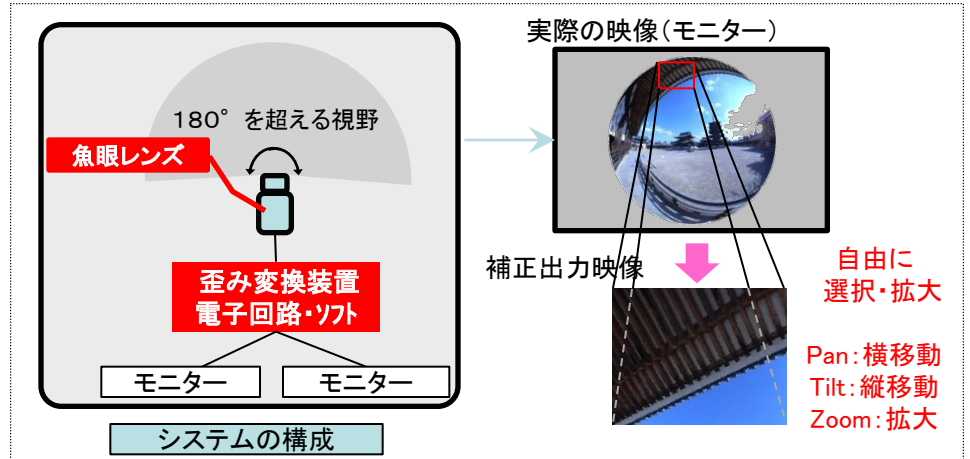 180°を超える視野
魚眼レンズ
歪み変換装置
電子回路・ソフト
モニター
モニター
システムの構成
実際の映像(モニター)
補正出力映像
自由に
選択・拡大
Pan:横移動
Tilt:縦移動
Zoom:拡大